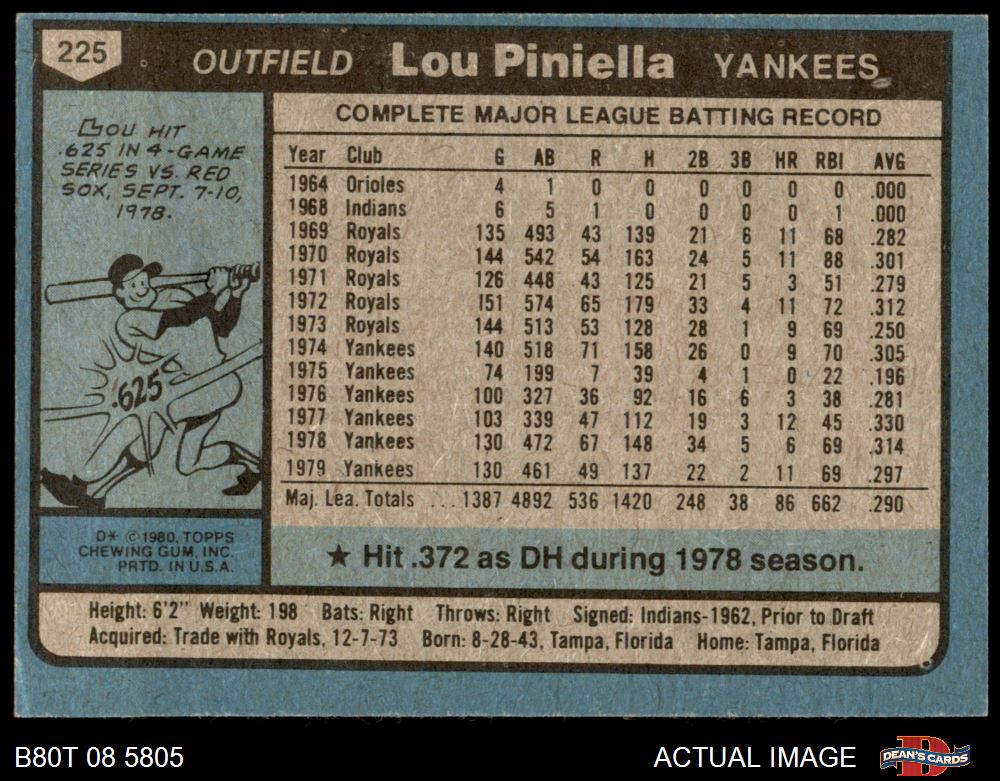 225 OUTFIELD Lou Piniella YANKEES
LOU HIT
.625 IN 4-GAME
SERIES VS. RED
SOX, SEPT. 7-10,
1978.
.625
D* © 1980, TOPPS
CHEWING GUM, INC.
PRTD. IN U.S.A.
COMPLETE MAJOR LEAGUE BATTING RECORD
Year Club G AB R H 2B 3B HR RBI AVG
1964 Orioles 4 1 0 0 0 0 0 0 .000
1968 Indians 6 5 1 0 0 0 0 1 .000
1969 Royals 135 493 43 139 21 6 11 68 .282
1970 Royals 144 542 54 163 24 5 11 88 .301
1971 Royals 126 448 43 125 21 5 3 51 .279
1972 Royals 151 574 65 179 33 4 11 72 .312
1973 Royals 144 513 53 128 28 1 9 69 .250
1974 Yankees 140 518 71 158 26 0 9 70 .305
1975 Yankees 74 199 7 39 4 1 0 22 .196
1976 Yankees 100 327 36 92 16 6 3 38 .281
1977 Yankees 103 339 47 112 19 3 12 45 .330
1978 Yankees 130 472 67 148 34 5 6 69 .314
1979 Yankees 130 461 49 137 22 2 11 69 .297
Maj. Lea. Totals ... 1387 4892 536 1420 248 38 86 662 .290
★ Hit .372 as DH during 1978 season.
Height: 6'2" Weight: 198 Bats: Right Throws: Right Signed: Indians-1962, Prior to Draft
Acquired: Trade with Royals, 12-7-73 Born: 8-28-43, Tampa, Florida Home: Tampa, Florida
B80T 08 5805 ACTUAL IMAGE DEAN'S CARDS